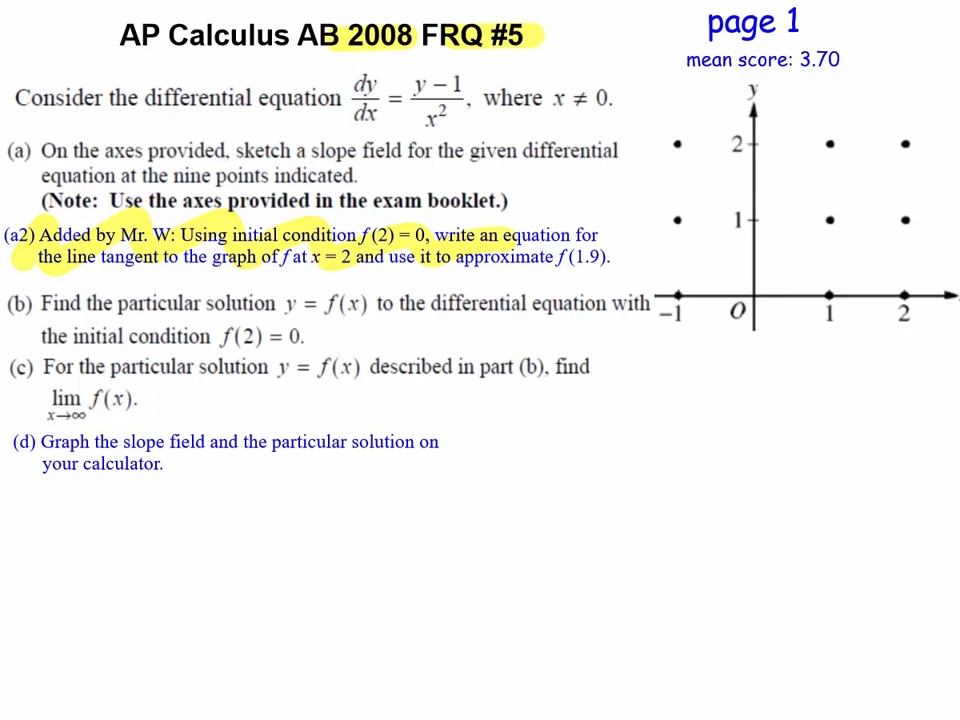 AP Calculus AB 2008 FRQ #5
page 1
mean score: 3.70
Consider the differential equation dy/dx = (y − 1)/x², where x ≠ 0.
(a) On the axes provided, sketch a slope field for the given differential
equation at the nine points indicated.
(Note: Use the axes provided in the exam booklet.)
(a2) Added by Mr. W: Using initial condition f (2) = 0, write an equation for
the line tangent to the graph of f at x = 2 and use it to approximate f (1.9).
(b) Find the particular solution y = f(x) to the differential equation with
the initial condition f(2) = 0.
(c) For the particular solution y = f(x) described in part (b), find
lim f(x).
x→∞
(d) Graph the slope field and the particular solution on
your calculator.
y
2
1
−1 O 1 2